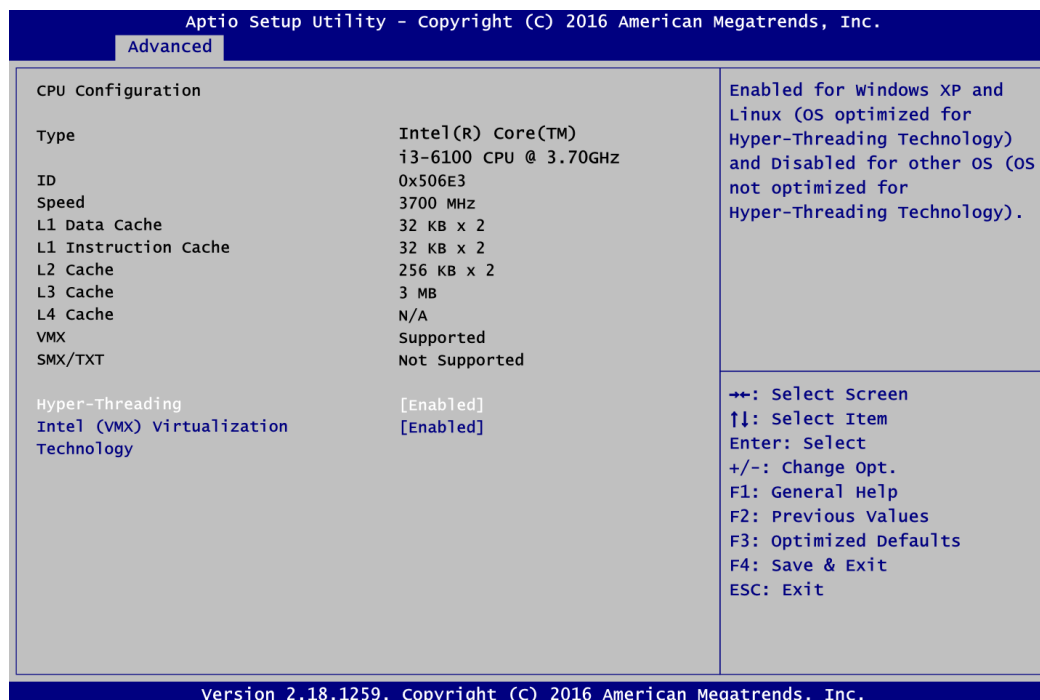 Aptio Setup Utility – Copyright (C) 2016 American Megatrends, Inc.
Advanced
CPU Configuration
Type Intel(R) Core(TM)
i3-6100 CPU @ 3.70GHz
ID 0x506E3
Speed 3700 MHz
L1 Data Cache 32 KB x 2
L1 Instruction Cache 32 KB x 2
L2 Cache 256 KB x 2
L3 Cache 3 MB
L4 Cache N/A
VMX Supported
SMX/TXT Not Supported
Hyper-Threading [Enabled]
Intel (VMX) Virtualization [Enabled]
Technology
Enabled for Windows XP and
Linux (OS optimized for
Hyper-Threading Technology)
and Disabled for other OS (OS
not optimized for
Hyper-Threading Technology).
→←: Select Screen
↑↓: Select Item
Enter: Select
+/-: Change Opt.
F1: General Help
F2: Previous Values
F3: Optimized Defaults
F4: Save & Exit
ESC: Exit
Version 2.18.1259. Copyright (C) 2016 American Megatrends, Inc.